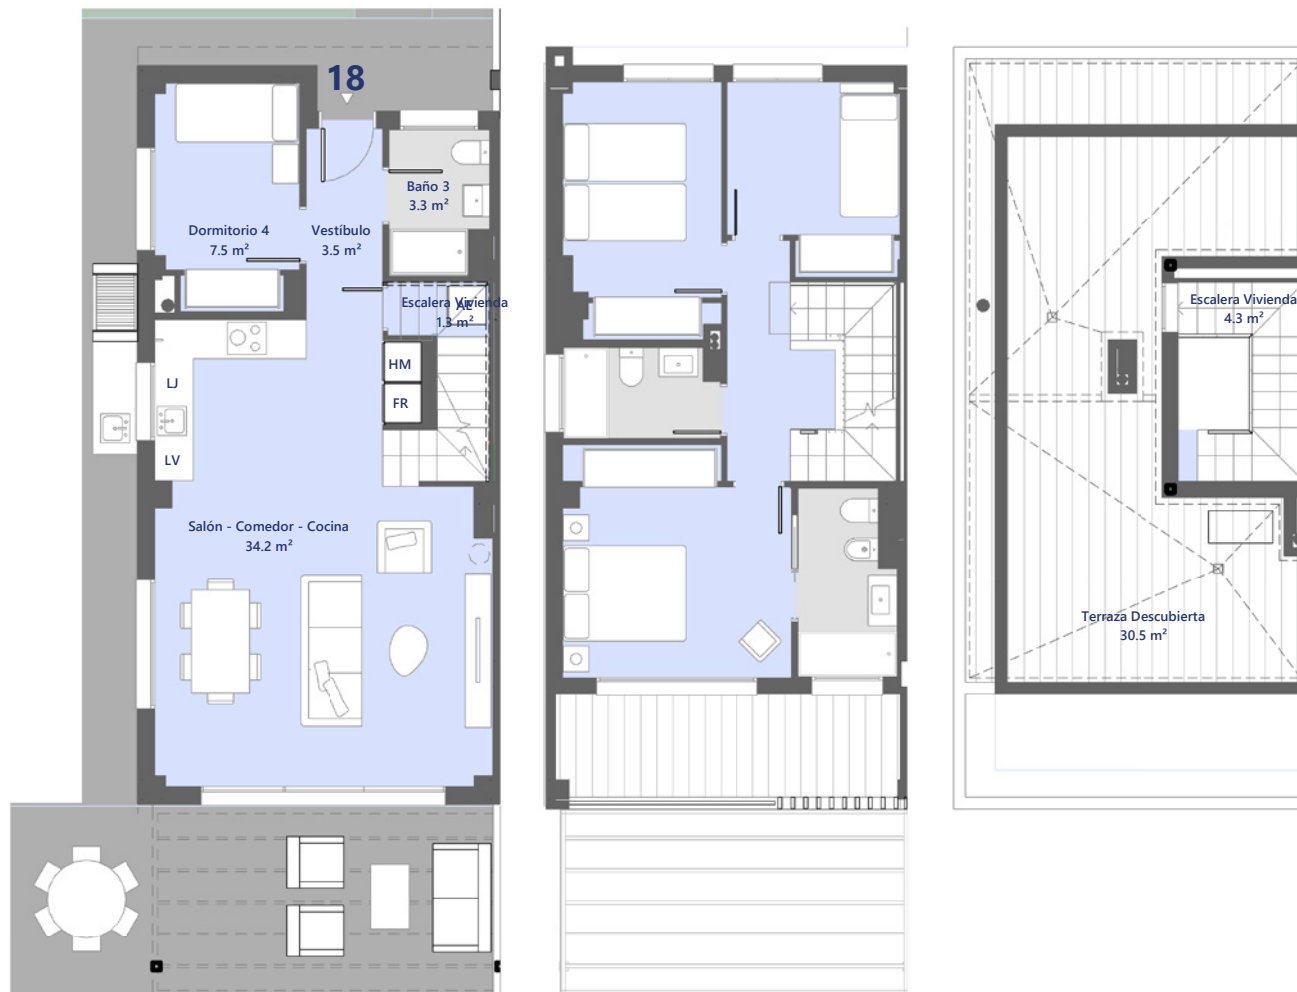 18
Baño 3
3.3 m²
Dormitorio 4
7.5 m²
Vestíbulo
3.5 m²
Escalera Vivienda
1.3 m²
AE
HM
FR
LJ
LV
Salón - Comedor - Cocina
34.2 m²
Escalera Vivienda
4.3 m²
Terraza Descubierta
30.5 m²